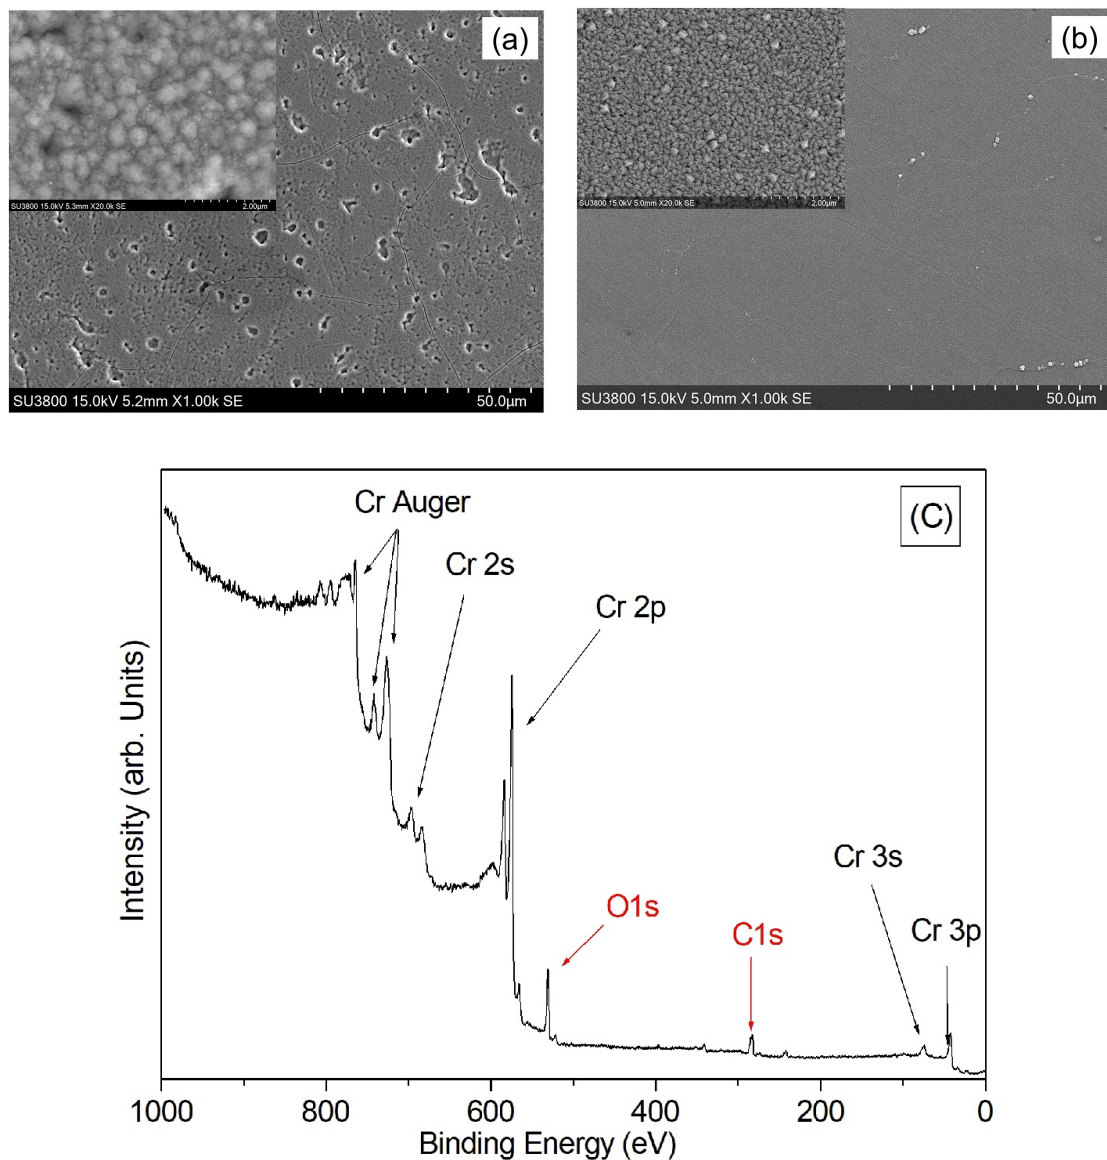 (a)
SU3800 15.0kV 5.3mm X20.0k SE
2.00μm
SU3800 15.0kV 5.2mm X1.00k SE
50.0μm
(b)
SU3800 15.0kV 5.0mm X20.0k SE
2.00μm
SU3800 15.0kV 5.0mm X1.00k SE
50.0μm
(C)
Cr Auger
Cr 2s
Cr 2p
O1s
C1s
Cr 3s
Cr 3p
Intensity (arb. Units)
1000 800 600 400 200 0
Binding Energy (eV)